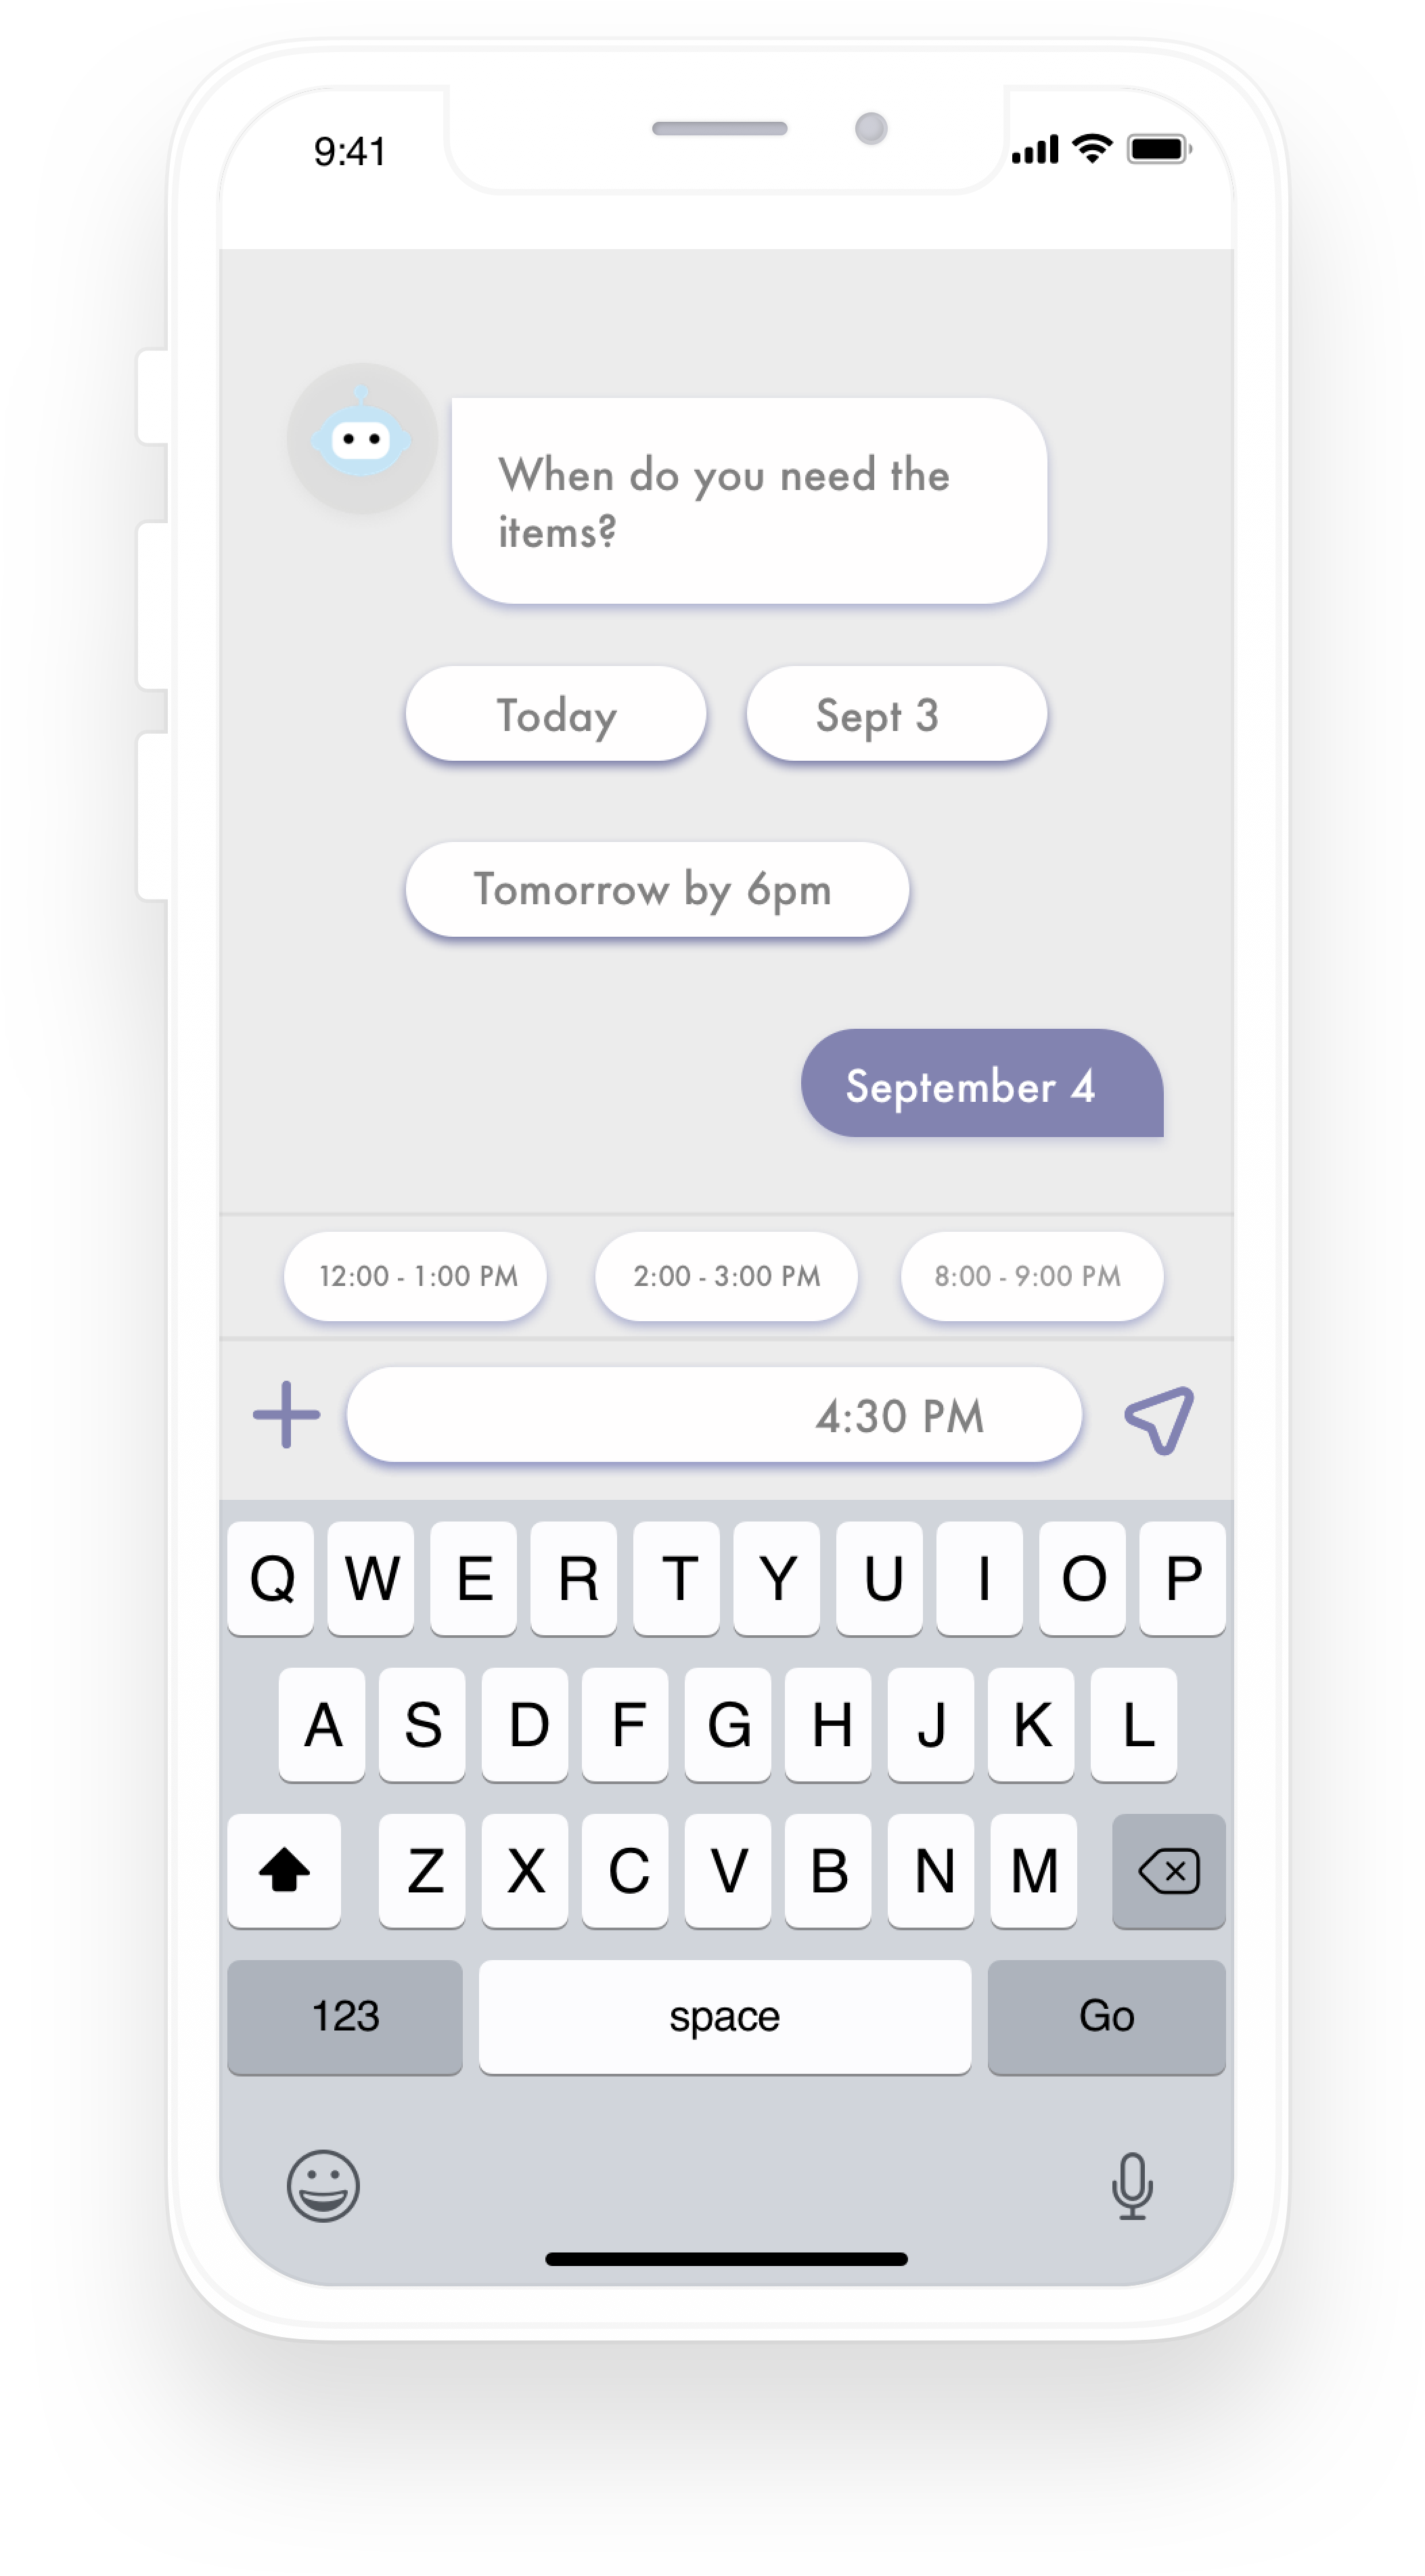 9:41
When do you need the
items?
Today
Sept 3
Tomorrow by 6pm
September 4
12:00 - 1:00 PM
2:00 - 3:00 PM
8:00 - 9:00 PM
4:30 PM
Q W E R T Y U I O P
A S D F G H J K L
Z X C V B N M
123 space Go